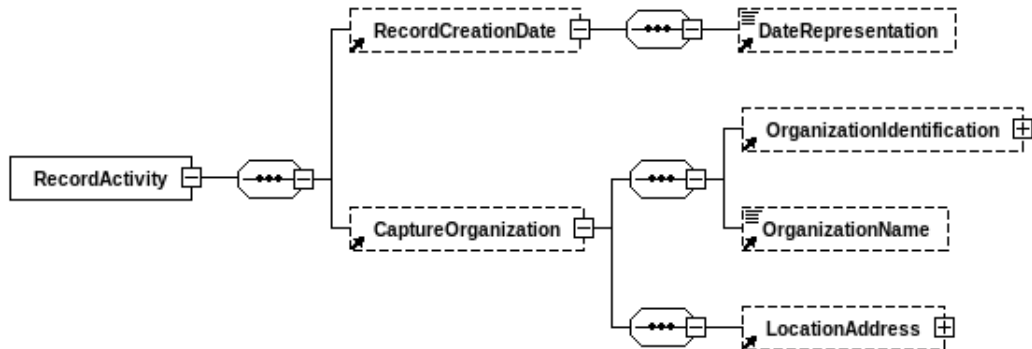 RecordCreationDate
DateRepresentation
OrganizationIdentification
RecordActivity
CaptureOrganization
OrganizationName
LocationAddress